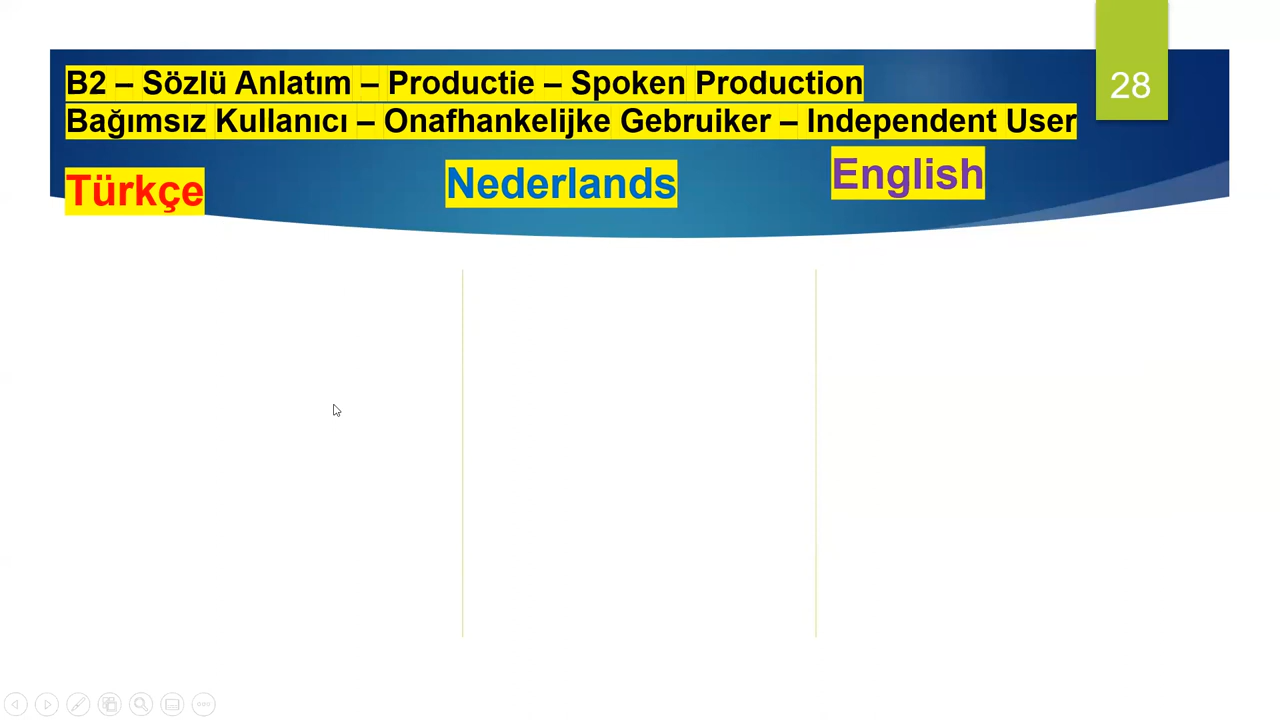 B2 – Sözlü Anlatım – Productie – Spoken Production
Bağımsız Kullanıcı – Onafhankelijke Gebruiker – Independent User
28
Türkçe
Nederlands
English